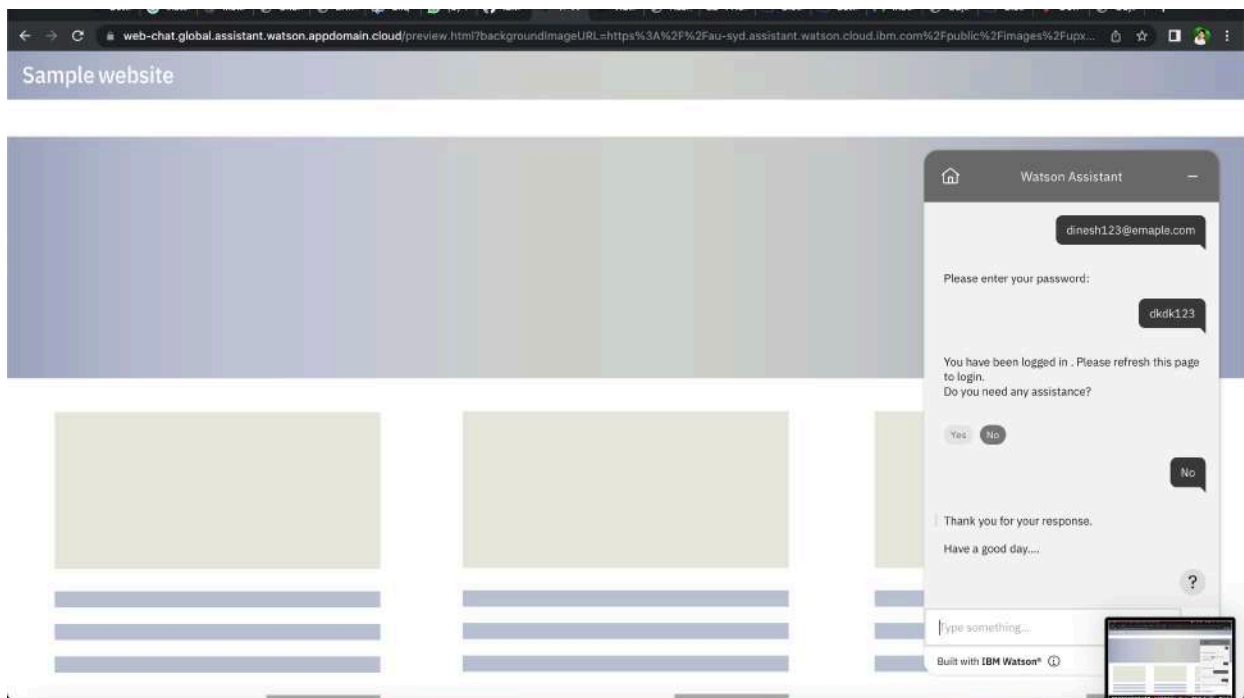 web-chat.global.assistant.watson.appdomain.cloud/preview.html?backgroundImageURL=https%3A%2F%2Fau-syd.assistant.watson.cloud.ibm.com%2Fpublic%2Fimages%2Fupx...
Sample website
Watson Assistant
dinesh123@emaple.com
Please enter your password:
dkdk123
You have been logged in . Please refresh this page
to login.
Do you need any assistance?
Yes No
No
Thank you for your response.
Have a good day....
?
Type something...
Built with IBM Watson®